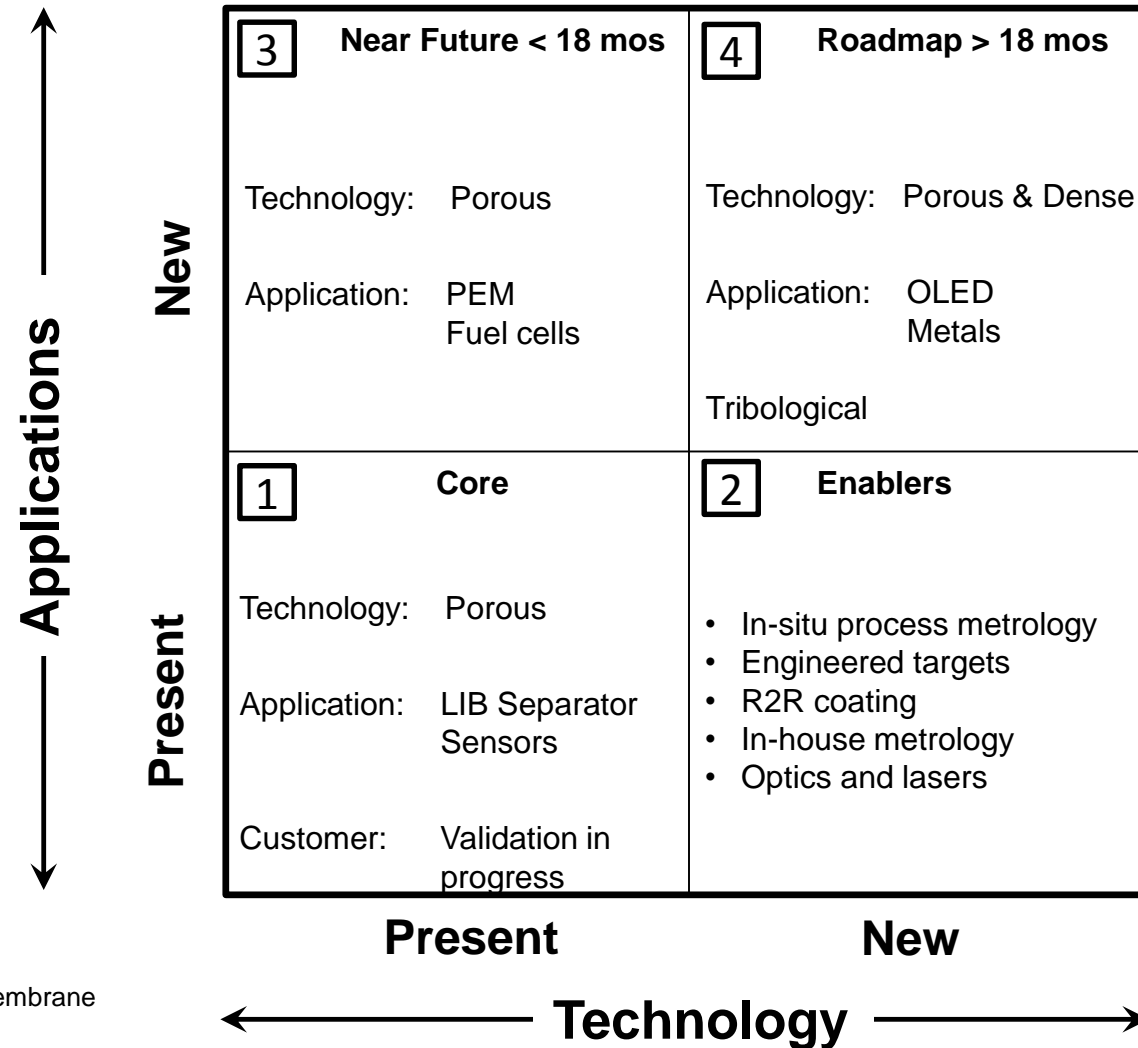 3 Near Future < 18 mos
Technology: Porous
Application: PEM
Fuel cells
4 Roadmap > 18 mos
Technology: Porous & Dense
Application: OLED
Metals
Tribological
1 Core
Technology: Porous
Application: LIB Separator
Sensors
Customer: Validation in
progress
2 Enablers
• In-situ process metrology
• Engineered targets
• R2R coating
• In-house metrology
• Optics and lasers
Applications
New
Present
Present New
Technology